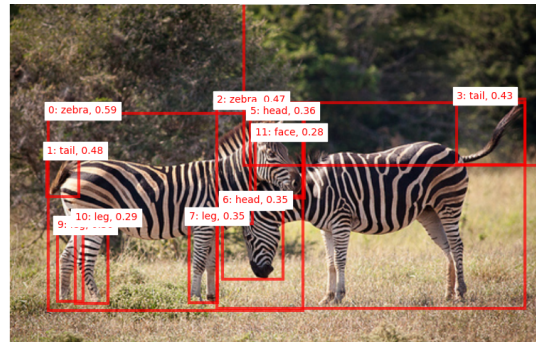 3: tail, 0.43
2: zebra, 0.47
0: zebra, 0.59
5: head, 0.36
11: face, 0.28
1: tail, 0.48
6: head, 0.35
10: leg, 0.29
7: leg, 0.35
9: